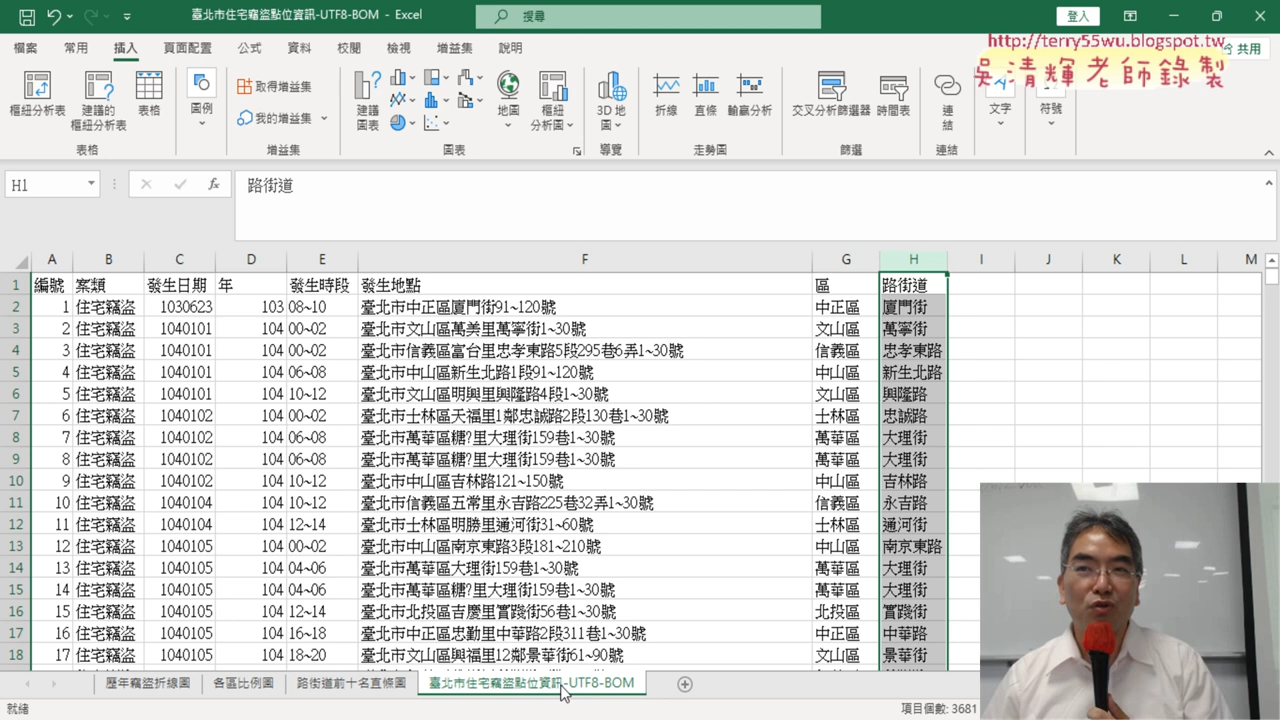 臺北市住宅竊盜點位資訊-UTF8-BOM - Excel
搜尋
登入
檔案 常用 插入 頁面配置 公式 資料 校閱 檢視 增益集 說明
共用
http://terry55wu.blogspot.tw
吳清輝老師錄製
樞紐分析表 建議的樞紐分析表 表格 圖例 取得增益集 我的增益集 建議圖表 地圖 樞紐分析圖 3D 地圖 折線 直條 輸贏分析 交叉分析篩選器 時間表 連結 文字 符號
表格 增益集 圖表 導覽 走勢圖 篩選 連結
H1 fx 路街道
A B C D E F G H I J K L M
1 編號 案類 發生日期 年 發生時段 發生地點 區 路街道
2 1 住宅竊盜 1030623 103 08~10 臺北市中正區廈門街91~120號 中正區 廈門街
3 2 住宅竊盜 1040101 104 00~02 臺北市文山區萬美里萬寧街1~30號 文山區 萬寧街
4 3 住宅竊盜 1040101 104 00~02 臺北市信義區富台里忠孝東路5段295巷6弄1~30號 信義區 忠孝東路
5 4 住宅竊盜 1040101 104 06~08 臺北市中山區新生北路1段91~120號 中山區 新生北路
6 5 住宅竊盜 1040101 104 10~12 臺北市文山區明興里興隆路4段1~30號 文山區 興隆路
7 6 住宅竊盜 1040102 104 00~02 臺北市士林區天福里1鄰忠誠路2段130巷1~30號 士林區 忠誠路
8 7 住宅竊盜 1040102 104 06~08 臺北市萬華區糖?里大理街159巷1~30號 萬華區 大理街
9 8 住宅竊盜 1040102 104 06~08 臺北市萬華區糖?里大理街159巷1~30號 萬華區 大理街
10 9 住宅竊盜 1040102 104 10~12 臺北市中山區吉林路121~150號 中山區 吉林路
11 10 住宅竊盜 1040104 104 10~12 臺北市信義區五常里永吉路225巷32弄1~30號 信義區 永吉路
12 11 住宅竊盜 1040104 104 12~14 臺北市士林區明勝里通河街31~60號 士林區 通河街
13 12 住宅竊盜 1040105 104 00~02 臺北市中山區南京東路3段181~210號 中山區 南京東路
14 13 住宅竊盜 1040105 104 04~06 臺北市萬華區大理街159巷1~30號 萬華區 大理街
15 14 住宅竊盜 1040105 104 04~06 臺北市萬華區糖?里大理街159巷1~30號 萬華區 大理街
16 15 住宅竊盜 1040105 104 12~14 臺北市北投區吉慶里實踐街56巷1~30號 北投區 實踐街
17 16 住宅竊盜 1040105 104 16~18 臺北市中正區忠勤里中華路2段311巷1~30號 中正區 中華路
18 17 住宅竊盜 1040105 104 18~20 臺北市文山區興福里12鄰景華街61~90號 文山區 景華街
歷年竊盜折線圖 各區比例圖 路街道前十名直條圖 臺北市住宅竊盜點位資訊-UTF8-BOM
就緒 項目個數: 3681